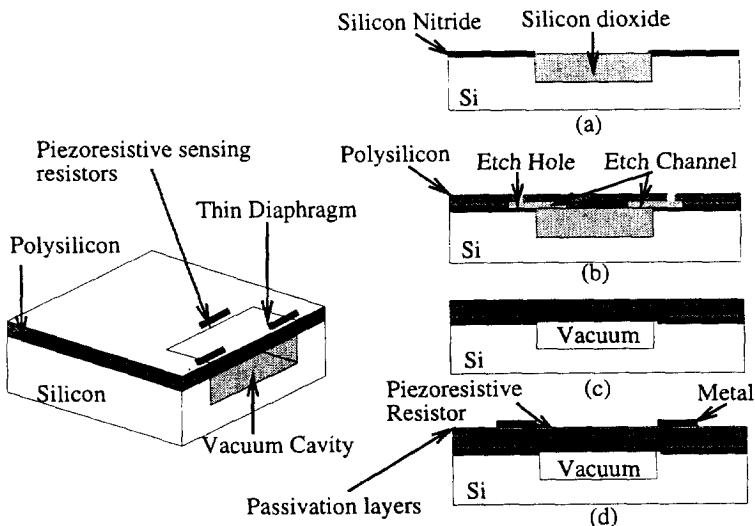 Silicon Nitride
Silicon dioxide
Si
(a)
Polysilicon
Etch Hole
Etch Channel
Si
(b)
Vacuum
Si
(c)
Piezoresistive
Resistor
Metal
Vacuum
Si
Passivation layers
(d)
Piezoresistive sensing
resistors
Thin Diaphragm
Polysilicon
Silicon
Vacuum Cavity